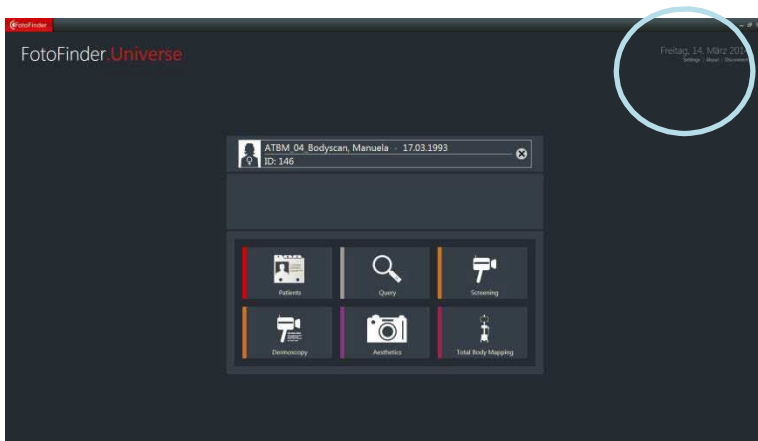 FotoFinder
FotoFinder.Universe
Freitag, 14. März 2014
Settings | About | Disconnect
ATBM_04_Bodyscan, Manuela - 17.03.1993
ID: 146
Patients
Query
Screening
Dermoscopy
Aesthetics
Total Body Mapping